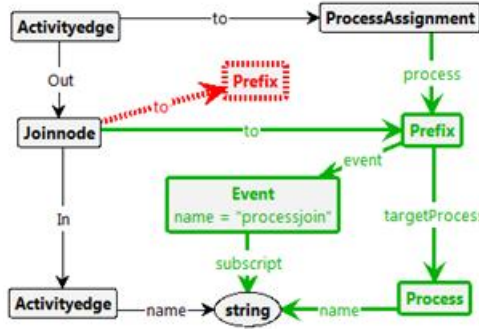 Activityedge
to
ProcessAssignment
Out
Prefix
process
to
Joinnode
to
Prefix
event
Event
name = "processjoin"
In
targetProcess
subscript
Activityedge
name
string
name
Process